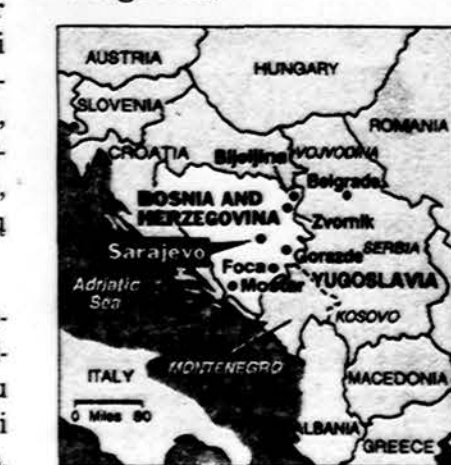 AUSTRIA
HUNGARY
SLOVENIA
ROMANIA
CROATIA
Bijeljina
VOJVODINA
Belgrade
BOSNIA AND
HERZEGOVINA
Zvornik
Sarajevo
Gorazde
SERBIA
Foca
YUGOSLAVIA
Adriatic
Sea
Mostar
KOSOVO
MONTENEGRO
ITALY
MACEDONIA
0 Miles 80
ALBANIA
GREECE